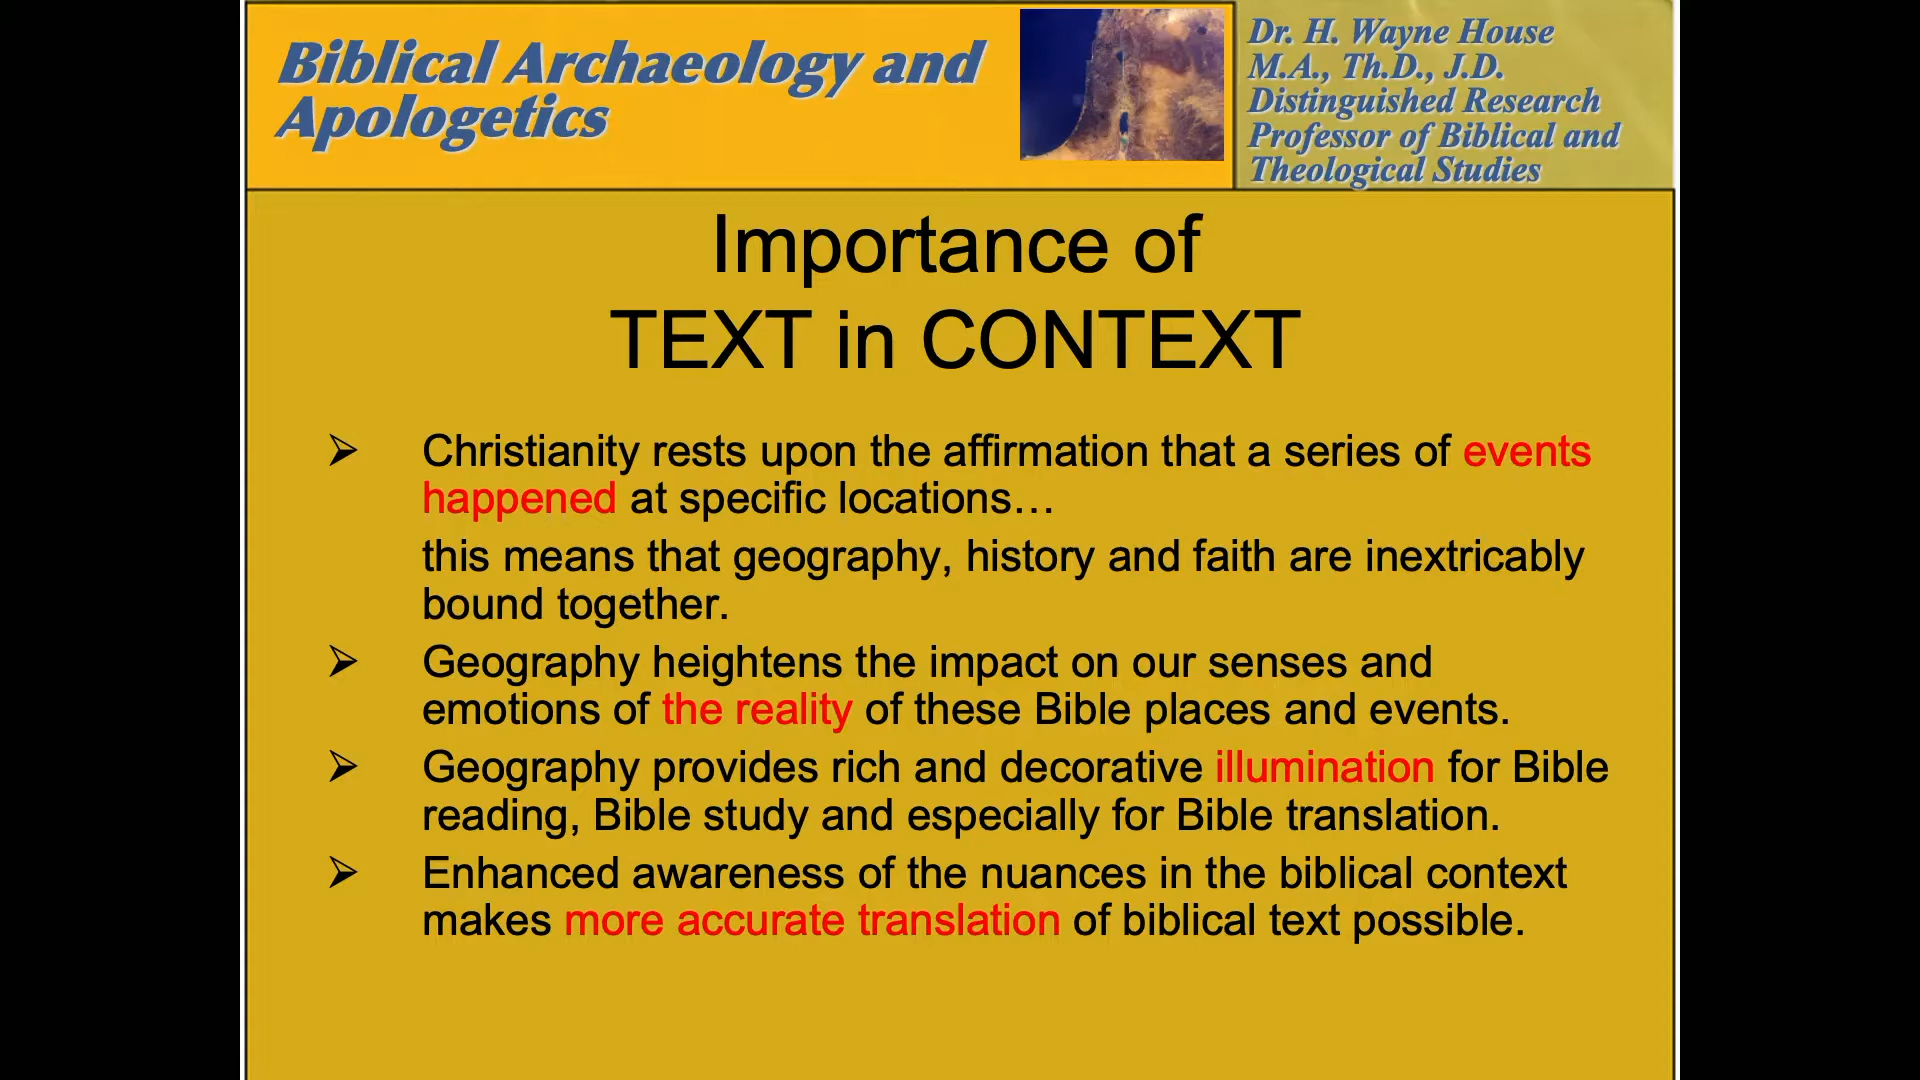 Biblical Archaeology and
Apologetics
Dr. H. Wayne House
M.A., Th.D., J.D.
Distinguished Research
Professor of Biblical and
Theological Studies
Importance of
TEXT in CONTEXT
➢ Christianity rests upon the affirmation that a series of events
happened at specific locations…
this means that geography, history and faith are inextricably
bound together.
➢ Geography heightens the impact on our senses and
emotions of the reality of these Bible places and events.
➢ Geography provides rich and decorative illumination for Bible
reading, Bible study and especially for Bible translation.
➢ Enhanced awareness of the nuances in the biblical context
makes more accurate translation of biblical text possible.